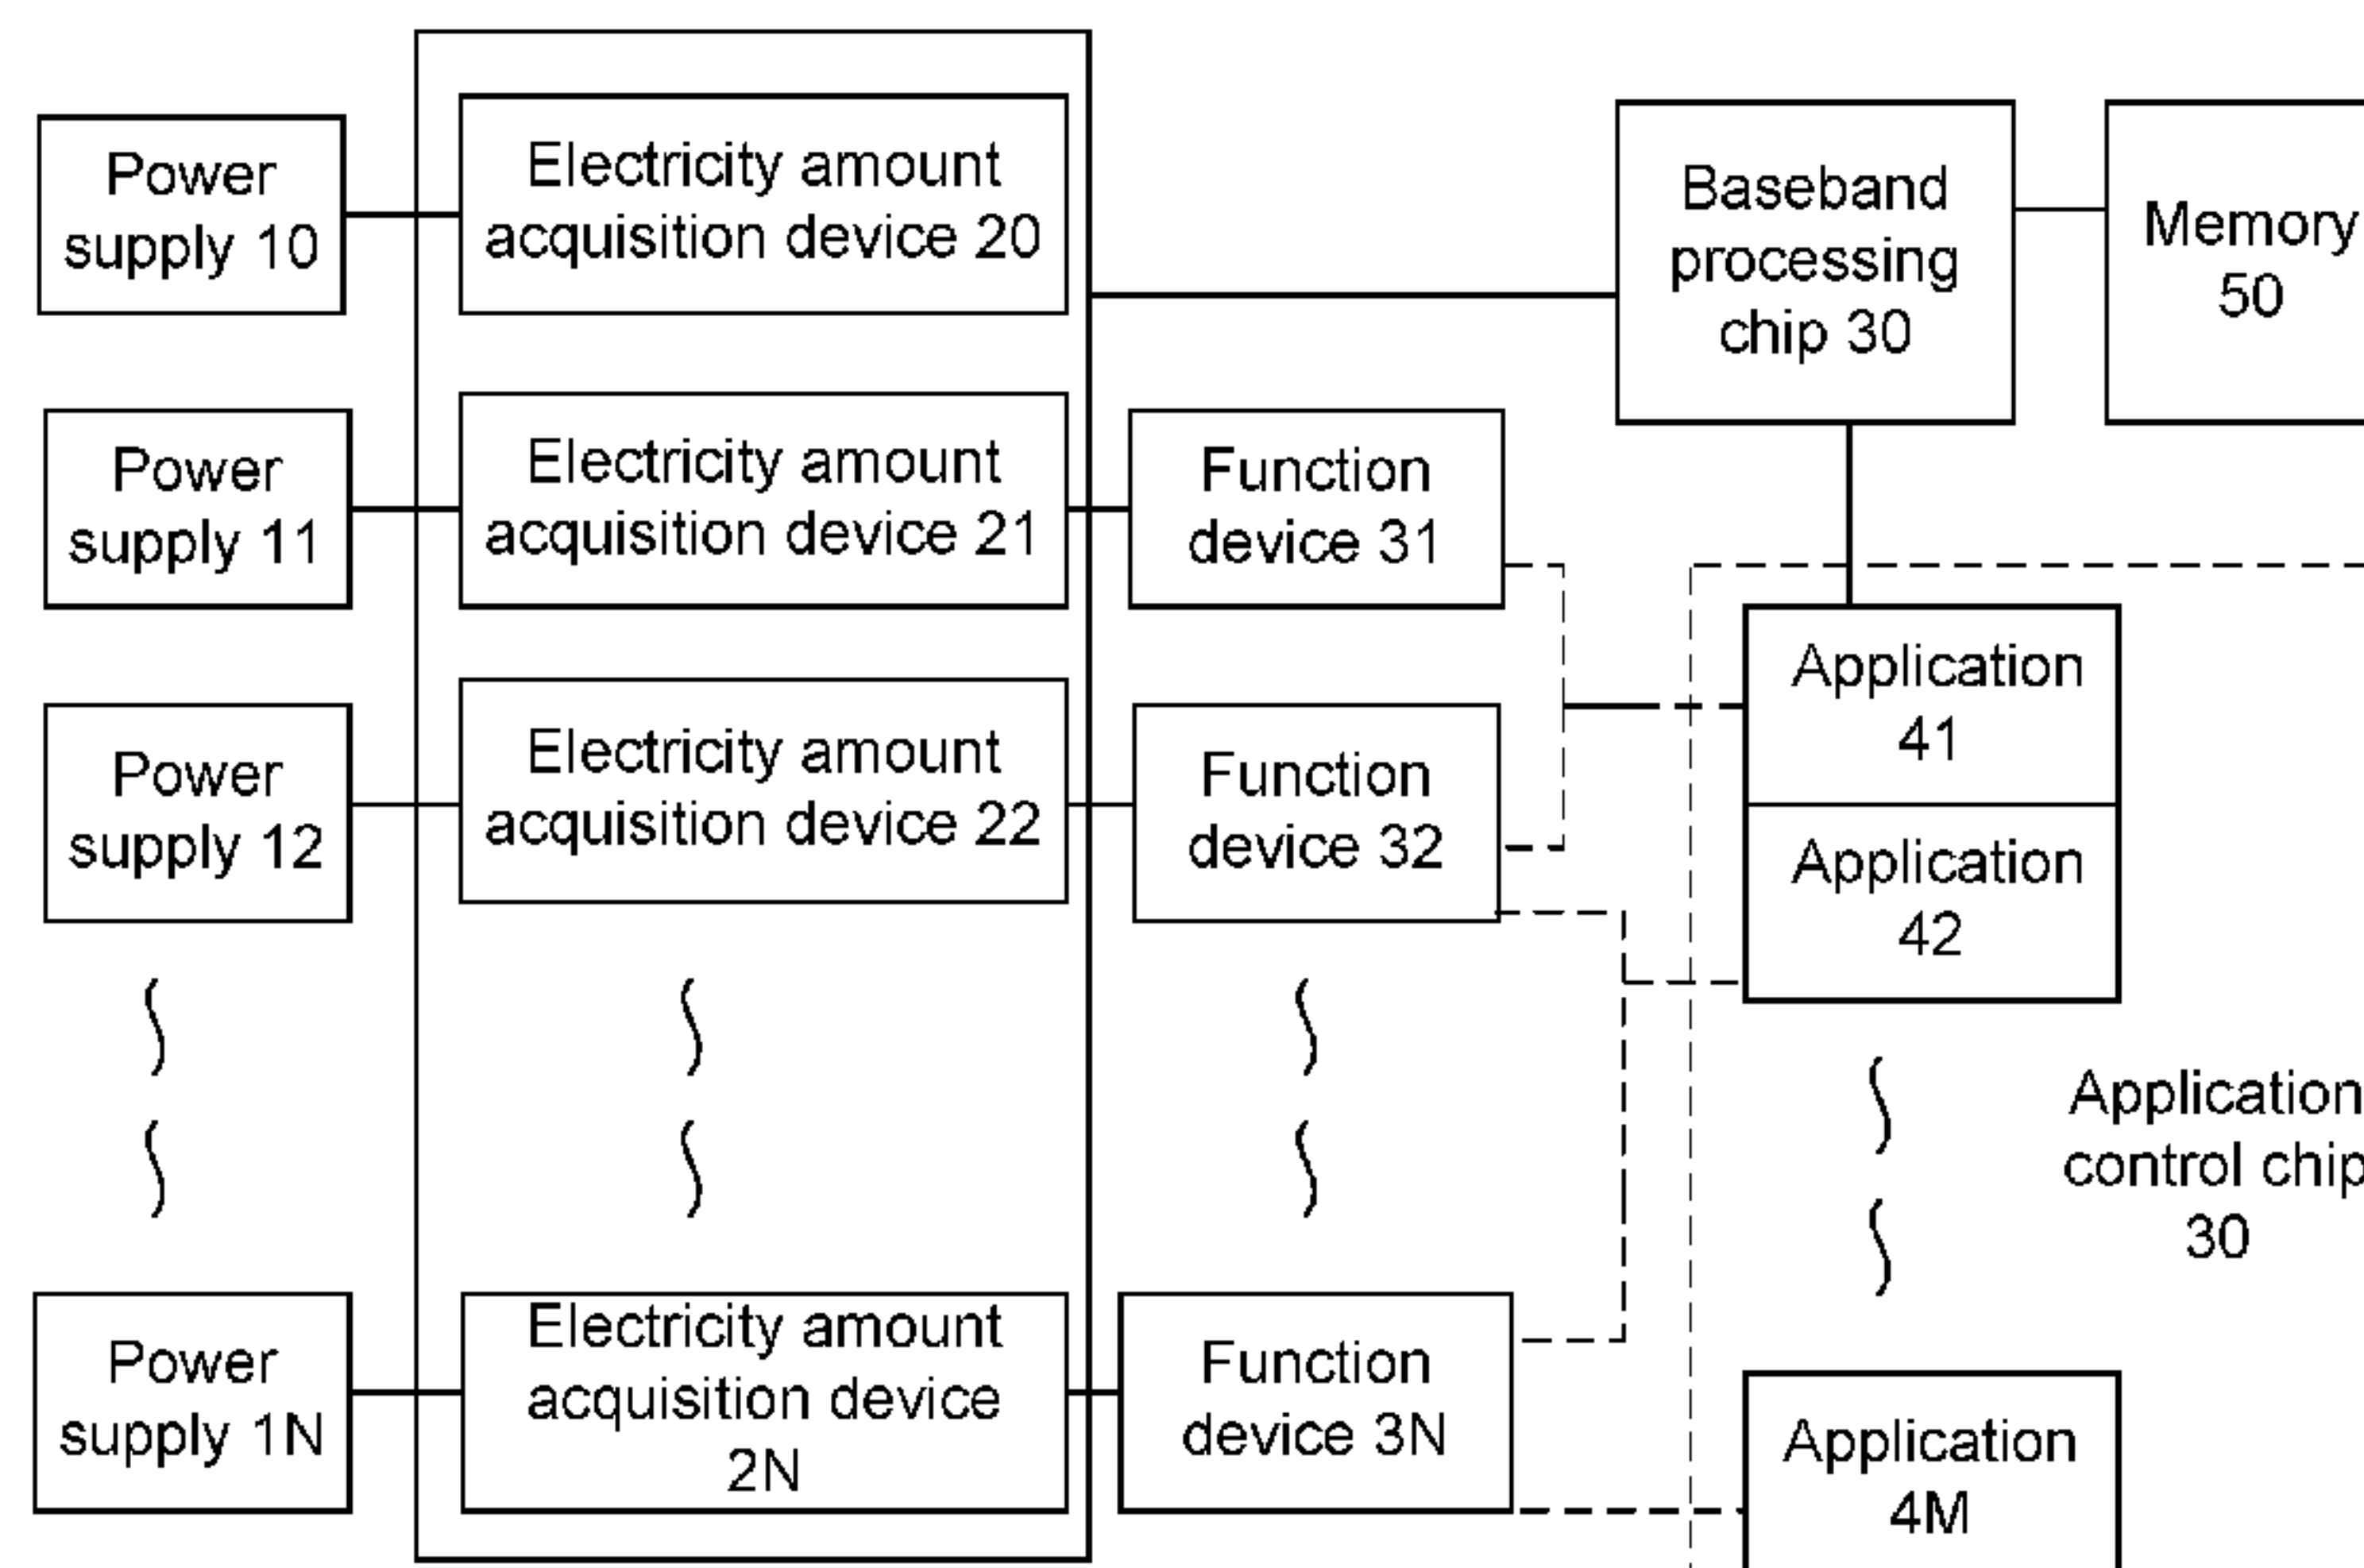 Power
supply 10
Electricity amount
acquisition device 20
Baseband
processing
chip 30
Memory
50
Power
supply 11
Electricity amount
acquisition device 21
Function
device 31
Power
supply 12
Electricity amount
acquisition device 22
Function
device 32
Application
41
Application
42
Application
control chip
30
Power
supply 1N
Electricity amount
acquisition device
2N
Function
device 3N
Application
4M